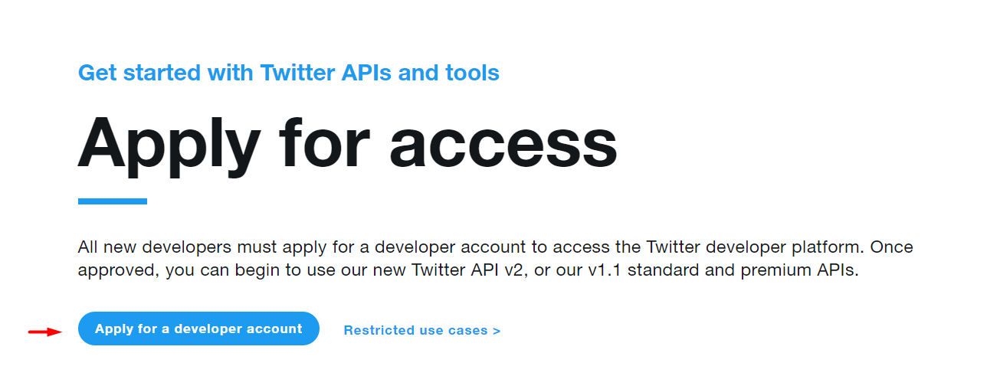 Get started with Twitter APIs and tools
Apply for access
All new developers must apply for a developer account to access the Twitter developer platform. Once
approved, you can begin to use our new Twitter API v2, or our v1.1 standard and premium APIs.
Apply for a developer account
Restricted use cases >